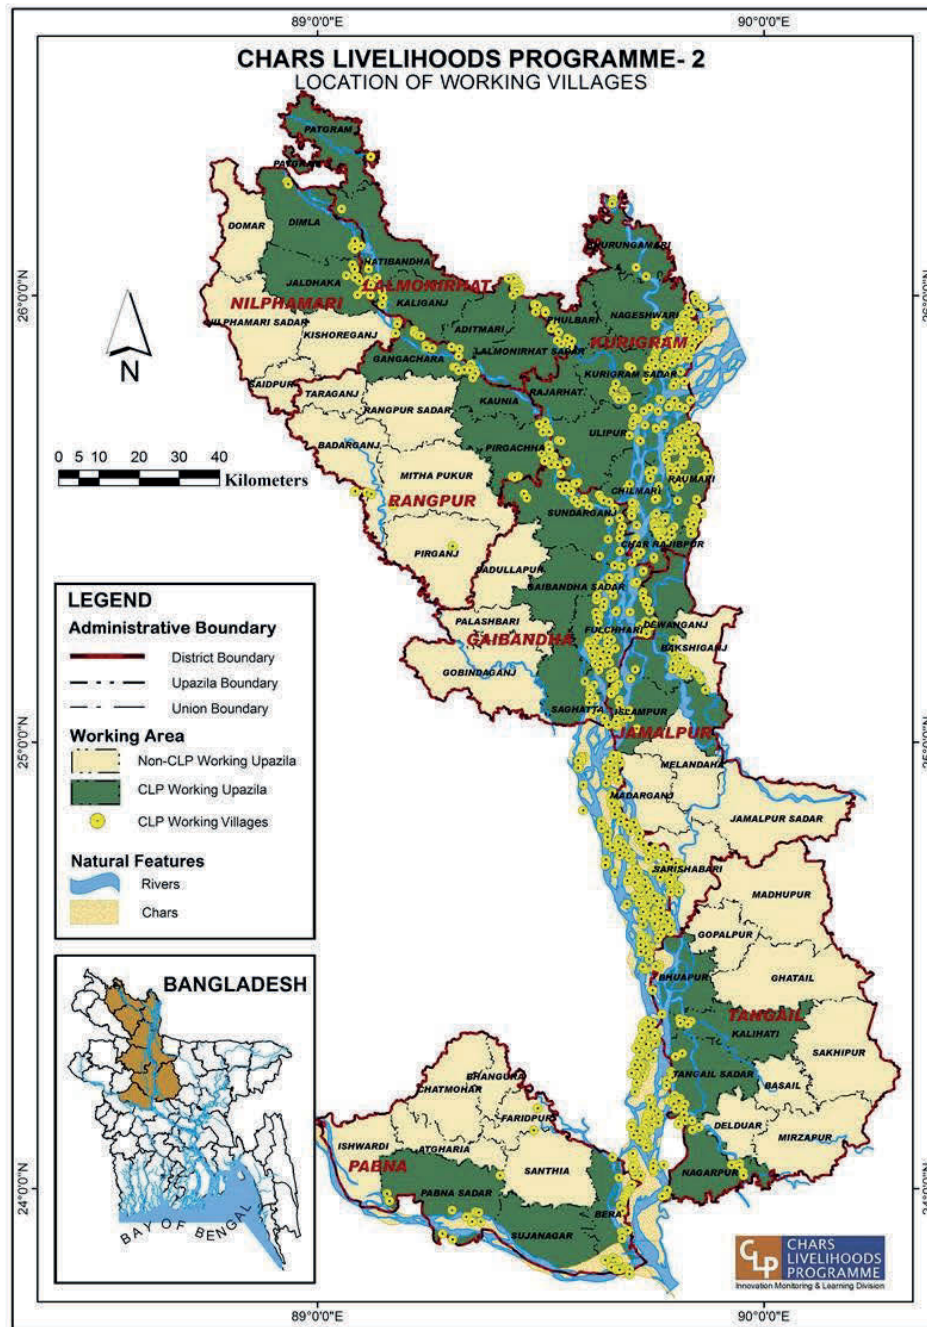 89°0'0"E
90°0'0"E
CHARS LIVELIHOODS PROGRAMME- 2
LOCATION OF WORKING VILLAGES
PATGRAM
DOMAR
DIMLA
HATIBANDHA
JALDHAKA
LALMONIRHAT
NILPHAMARI
KALIGANJ
26°0'0"N
NILPHAMARI SADAR
KISHOREGANJ
ADITMARI
PHULBARI
NAGESHWARI
KURIGRAM
GANGACHARA
LALMONIRHAT SADAR
KURIGRAM SADAR
N
SAIDPUR
TARAGANJ
RANGPUR SADAR
KAUNIA
RAJARHAT
BADARGANJ
PIRGACHHA
ULIPUR
0 5 10 20 30 40
Kilometers
MITHA PUKUR
RANGPUR
CHILMARI
RAUMARI
SUNDARGANJ
PIRGANJ
CHAR RAJIBPUR
SADULLAPUR
GAIBANDHA SADAR
PALASHBARI
GAIBANDHA
FULCHHARI
DEWANGANJ
BAKSHIGANJ
GOBINDAGANJ
SAGHATTA
ISLAMPUR
JAMALPUR
LEGEND
Administrative Boundary
District Boundary
Upazila Boundary
Union Boundary
Working Area
Non-CLP Working Upazila
CLP Working Upazila
CLP Working Villages
Natural Features
Rivers
Chars
MELANDAHA
MADARGANJ
JAMALPUR SADAR
SARISHABARI
MADHUPUR
GOPALPUR
GHATAIL
BHUAPUR
TANGAIL
KALIHATI
SAKHIPUR
TANGAIL SADAR
BASAIL
DELDUAR
MIRZAPUR
NAGARPUR
BANGLADESH
BAY OF BENGAL
BHANGURA
CHATMOHAR
FARIDPUR
ISHWARDI
ATGHARIA
PABNA
SANTHIA
PABNA SADAR
BERA
SUJANAGAR
24°0'0"N
CLP
CHARS
LIVELIHOODS
PROGRAMME
Innovation Monitoring & Learning Division
89°0'0"E
90°0'0"E